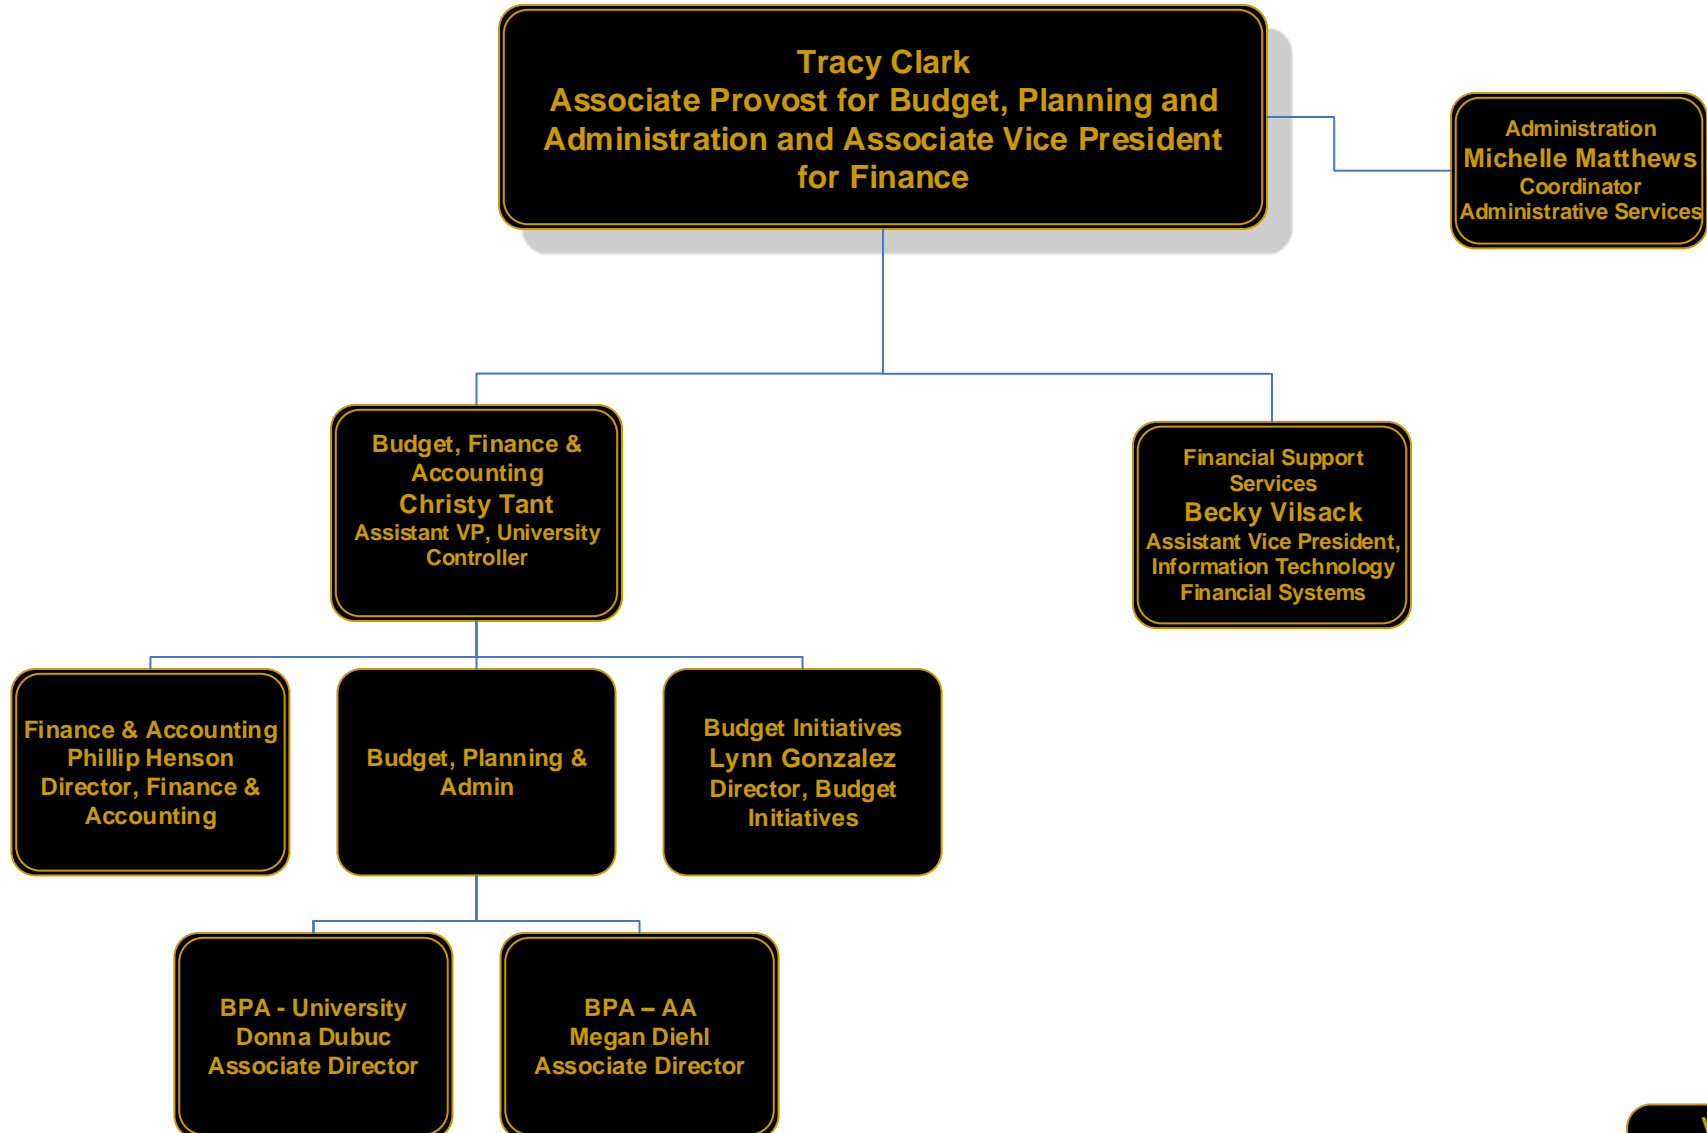 Tracy Clark
Associate Provost for Budget, Planning and
Administration and Associate Vice President
for Finance
Administration
Michelle Matthews
Coordinator
Administrative Services
Budget, Finance &
Accounting
Christy Tant
Assistant VP, University
Controller
Financial Support
Services
Becky Vilsack
Assistant Vice President,
Information Technology
Financial Systems
Finance & Accounting
Phillip Henson
Director, Finance &
Accounting
Budget, Planning &
Admin
Budget Initiatives
Lynn Gonzalez
Director, Budget
Initiatives
BPA - University
Donna Dubuc
Associate Director
BPA – AA
Megan Diehl
Associate Director